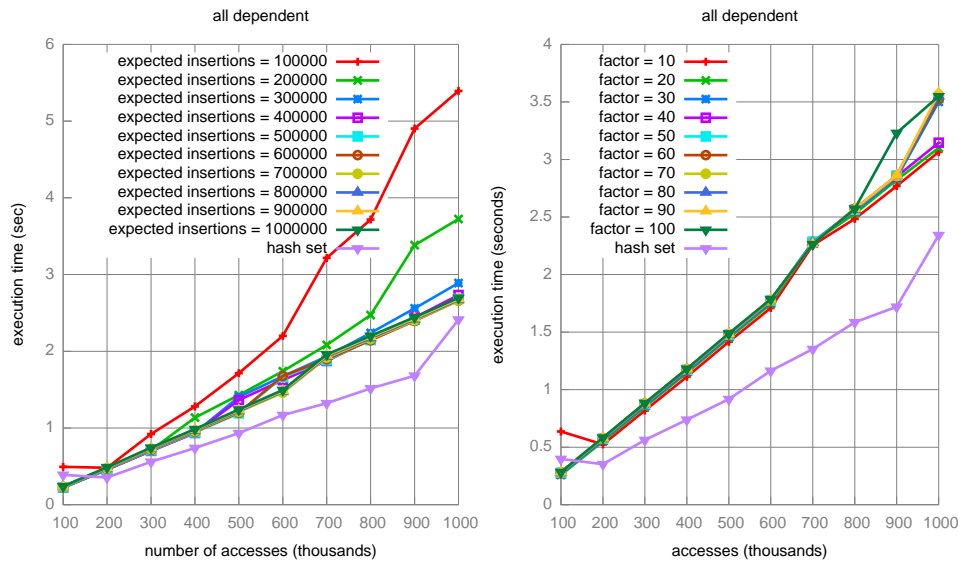 all dependent
6
5
4
3
2
1
0
execution time (sec)
expected insertions = 100000
expected insertions = 200000
expected insertions = 300000
expected insertions = 400000
expected insertions = 500000
expected insertions = 600000
expected insertions = 700000
expected insertions = 800000
expected insertions = 900000
expected insertions = 1000000
hash set
100 200 300 400 500 600 700 800 900 1000
number of accesses (thousands)
all dependent
4
3.5
3
2.5
2
1.5
1
0.5
0
execution time (seconds)
factor = 10
factor = 20
factor = 30
factor = 40
factor = 50
factor = 60
factor = 70
factor = 80
factor = 90
factor = 100
hash set
100 200 300 400 500 600 700 800 900 1000
accesses (thousands)